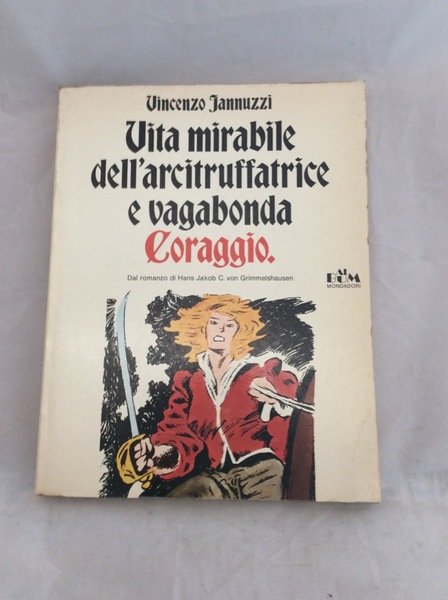 Vincenzo Jannuzzi
Vita mirabile
dell'arcitruffatrice
e vagabonda
Coraggio.
Dal romanzo di Hans Jakob C. von Grimmelshausen
AL
BUM
MONDADORI